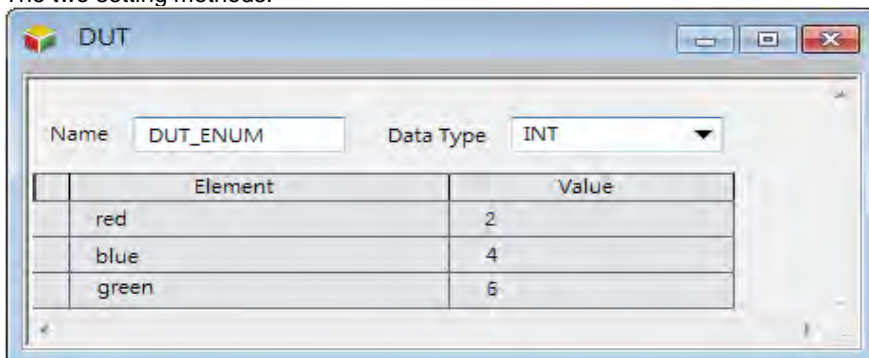 The two setting methods.
DUT
Name DUT_ENUM Data Type INT
Element Value
red 2
blue 4
green 6